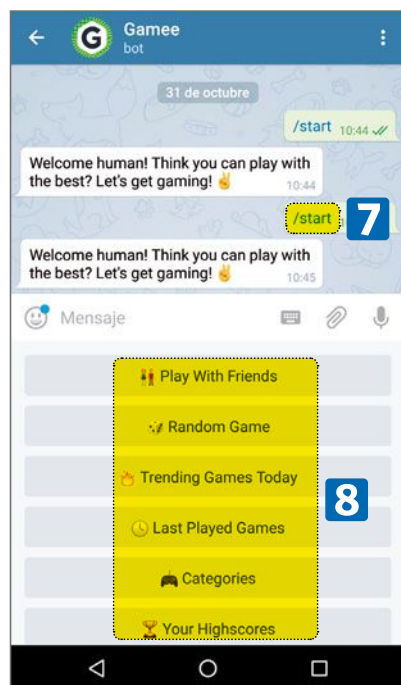 Gamee
bot
31 de octubre
/start 10:44
Welcome human! Think you can play with
the best? Let's get gaming! ✌
10:44
/start
7
Welcome human! Think you can play with
the best? Let's get gaming! ✌
10:45
Mensaje
Play With Friends
Random Game
Trending Games Today
8
Last Played Games
Categories
Your Highscores